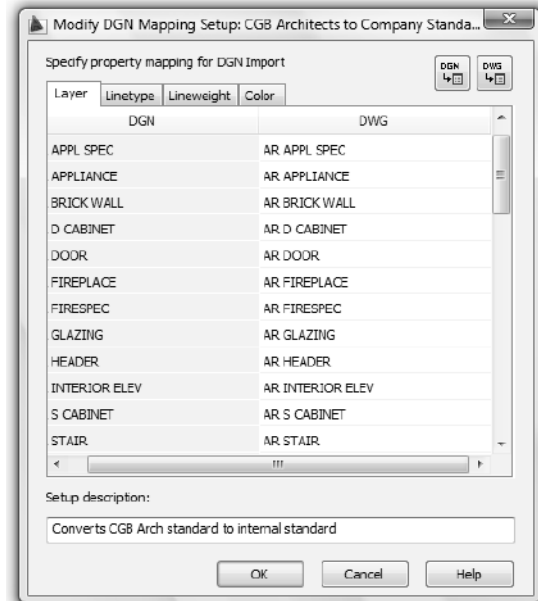 Modify DGN Mapping Setup: CGB Architects to Company Standa...
Specify property mapping for DGN Import
DGN DWG
Layer Linetype Lineweight Color
DGN DWG
APPL SPEC AR APPL SPEC
APPLIANCE AR APPLIANCE
BRICK WALL AR BRICK WALL
D CABINET AR D CABINET
DOOR AR DOOR
FIREPLACE AR FIREPLACE
FIRESPEC AR FIRESPEC
GLAZING AR GLAZING
HEADER AR HEADER
INTERIOR ELEV AR INTERIOR ELEV
S CABINET AR S CABINET
STAIR AR STAIR
Setup description:
Converts CGB Arch standard to internal standard
OK Cancel Help